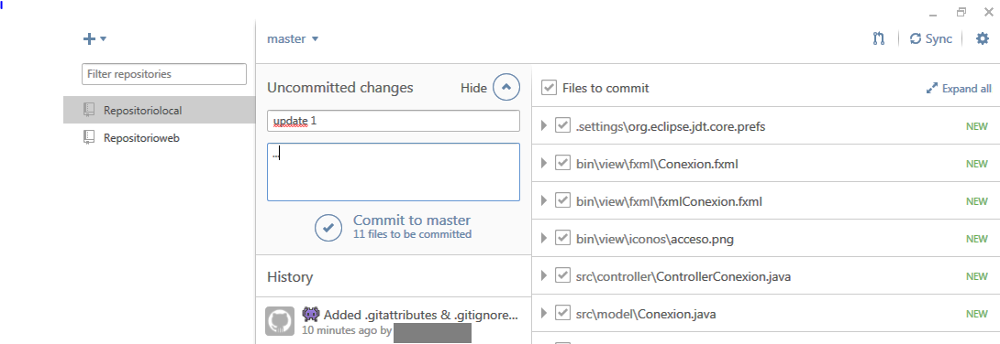 master
Sync
Filter repositories
Repositoriolocal
Repositorioweb
Uncommitted changes
Hide
update 1
...
Commit to master
11 files to be committed
History
Added .gitattributes & .gitignore...
10 minutes ago by
Files to commit
Expand all
.settings\org.eclipse.jdt.core.prefs NEW
bin\view\fxml\Conexion.fxml NEW
bin\view\fxml\fxmlConexion.fxml NEW
bin\view\iconos\acceso.png NEW
src\controller\ControllerConexion.java NEW
src\model\Conexion.java NEW